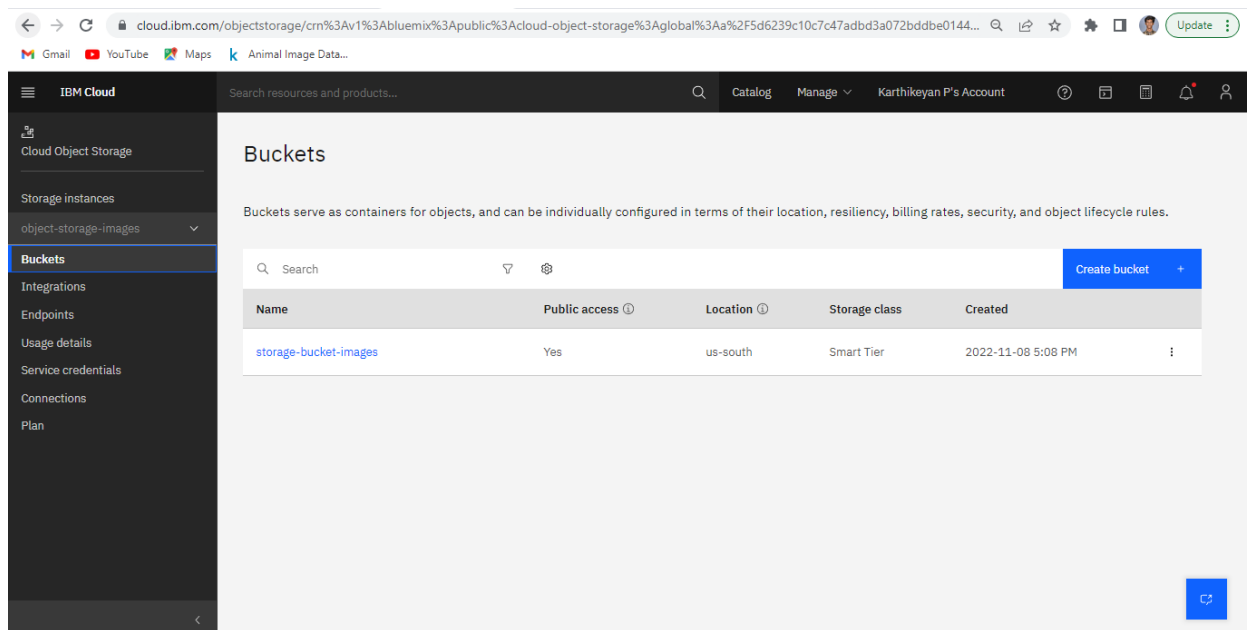 cloud.ibm.com/objectstorage/crn%3Av1%3Abluemix%3Apublic%3Acloud-object-storage%3Aglobal%3Aa%2F5d6239c10c7c47adbd3a072bddbe0144...
Update
Gmail YouTube Maps k Animal Image Data...
IBM Cloud
Search resources and products...
Catalog Manage Karthikeyan P's Account
Cloud Object Storage
Storage instances
object-storage-images
Buckets
Integrations
Endpoints
Usage details
Service credentials
Connections
Plan
Buckets
Buckets serve as containers for objects, and can be individually configured in terms of their location, resiliency, billing rates, security, and object lifecycle rules.
Search
Create bucket +
Name Public access Location Storage class Created
storage-bucket-images Yes us-south Smart Tier 2022-11-08 5:08 PM